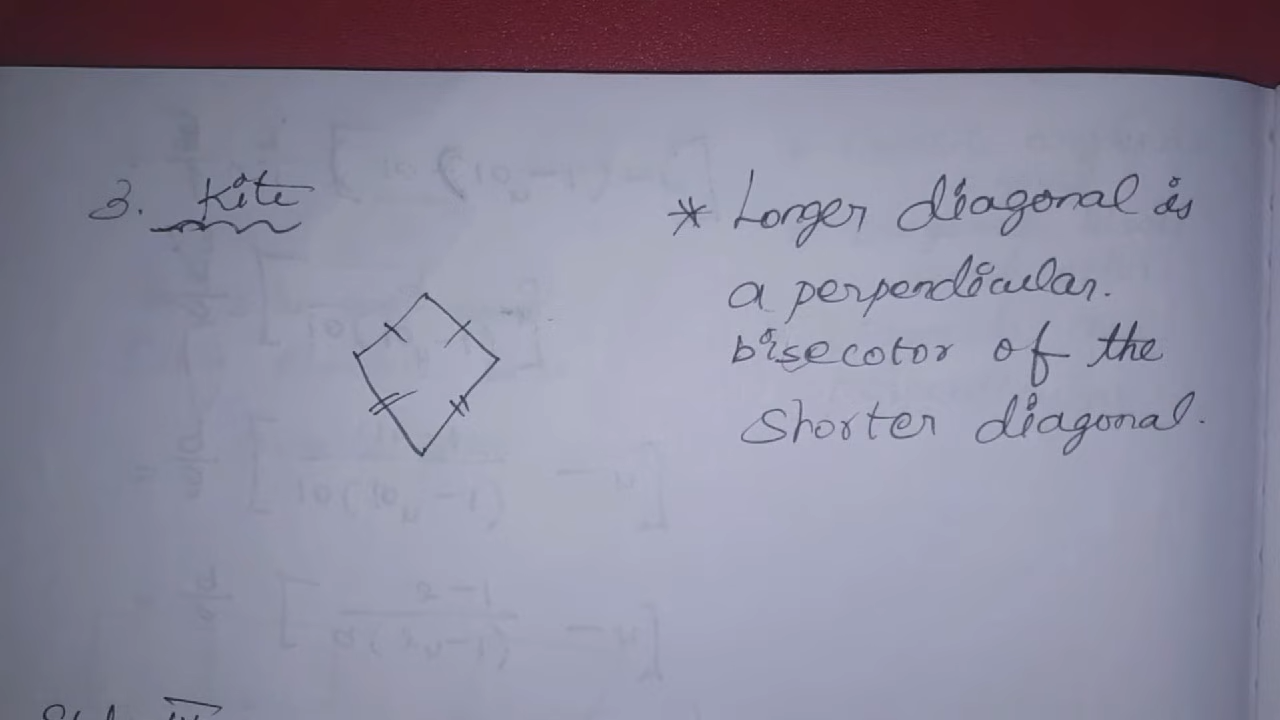 3. Kite
* Longer diagonal is
a perpendicular.
bisecotor of the
shorter diagonal.